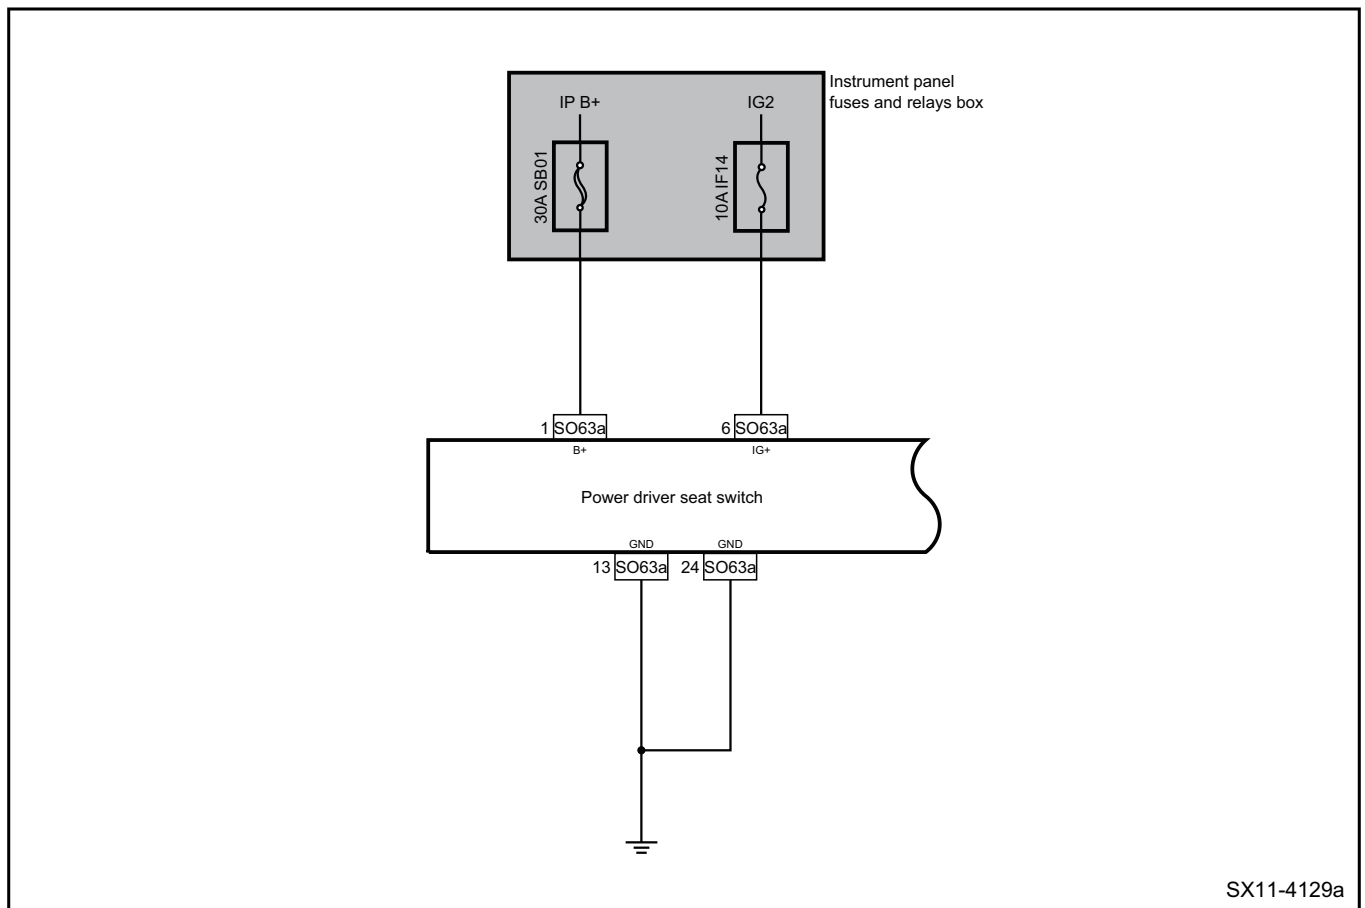 Instrument panel
fuses and relays box
IP B+
IG2
30A SB01
10A IF14
1 SO63a
6 SO63a
B+
IG+
Power driver seat switch
GND
GND
13 SO63a
24 SO63a
SX11-4129a